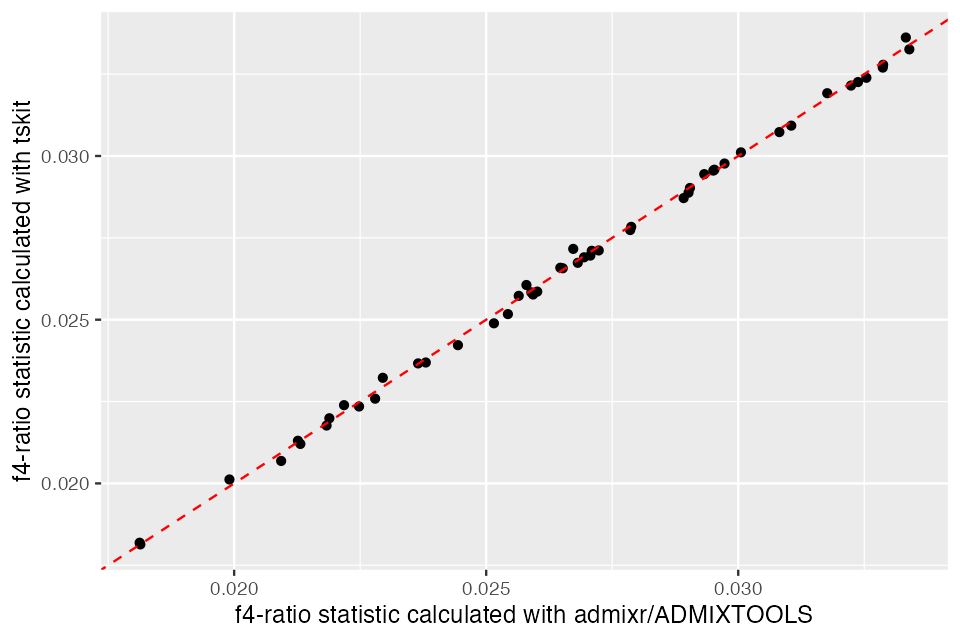 f4-ratio statistic calculated with tskit
0.030
0.025
0.020
0.020 0.025 0.030
f4-ratio statistic calculated with admixr/ADMIXTOOLS